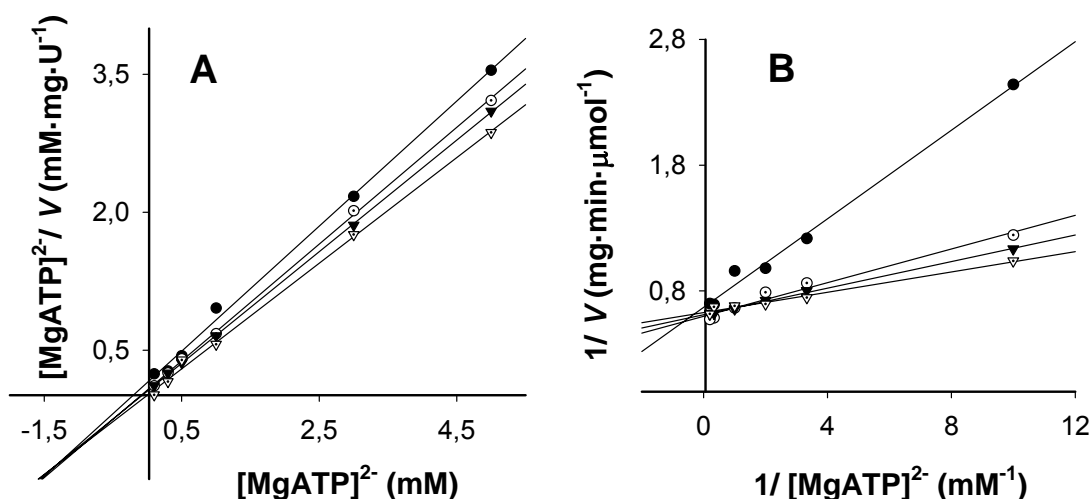 A
[MgATP]²⁻/ V (mM·mg·U⁻¹)
3,5
2,0
0,5
-1,5
0,5
2,5
4,5
[MgATP]²⁻ (mM)
B
1/ V (mg·min·μmol⁻¹)
2,8
1,8
0,8
0
4
8
12
1/ [MgATP]²⁻ (mM⁻¹)